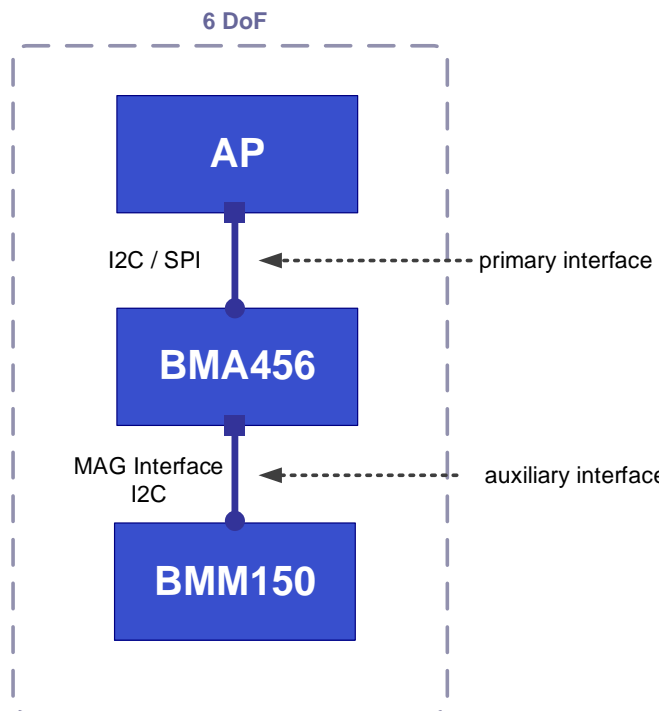 6 DoF
AP
I2C / SPI
primary interface
BMA456
MAG Interface
I2C
auxiliary interface
BMM150